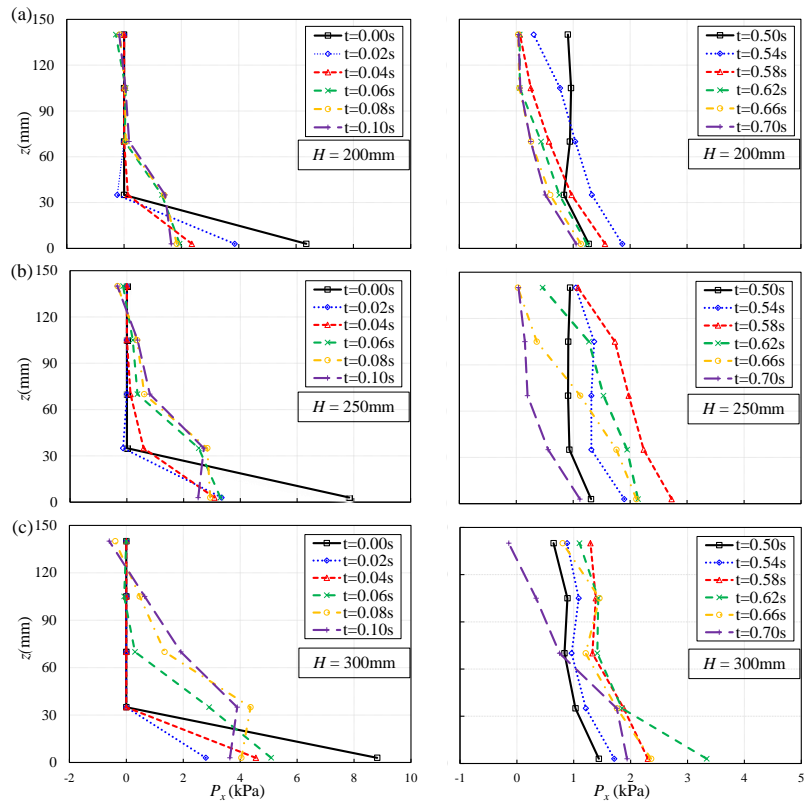 (a)
150
120
90
60
30
0
z(mm)
t=0.00s
t=0.02s
t=0.04s
t=0.06s
t=0.08s
t=0.10s
H = 200mm
t=0.50s
t=0.54s
t=0.58s
t=0.62s
t=0.66s
t=0.70s
H = 200mm
(b)
150
120
90
60
30
0
z(mm)
t=0.00s
t=0.02s
t=0.04s
t=0.06s
t=0.08s
t=0.10s
H = 250mm
t=0.50s
t=0.54s
t=0.58s
t=0.62s
t=0.66s
t=0.70s
H = 250mm
(c)
150
120
90
60
30
0
z(mm)
t=0.00s
t=0.02s
t=0.04s
t=0.06s
t=0.08s
t=0.10s
H = 300mm
-2 0 2 4 6 8 10
Px (kPa)
t=0.50s
t=0.54s
t=0.58s
t=0.62s
t=0.66s
t=0.70s
H = 300mm
-1 0 1 2 3 4 5
Px (kPa)